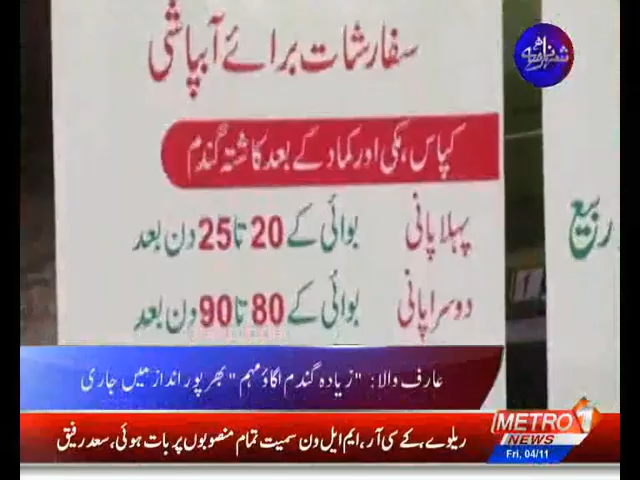 سفارشات برائے آبپاشی
کپاس، مکئی اور کماد کے بعد کاشتہ گندم
پہلا پانی بوائی کے 20 تا 25 دن بعد
دوسرا پانی بوائی کے 80 تا 90 دن بعد
ربیع
عارف والا: "زیادہ گندم اگاؤ مہم" بھرپور انداز میں جاری
METRO 1
NEWS
Fri, 04/11
ریلوے، کے سی آر، ایم ایل ون سمیت تمام منصوبوں پر بات ہوئی، سعد رفیق